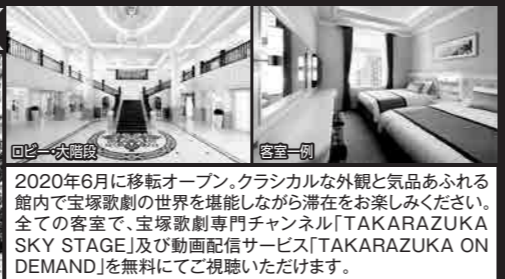 ロビー・大階段
客室一例
2020年6月に移転オープン。クラシカルな外観と気品あふれる
館内で宝塚歌劇の世界を堪能しながら滞在をお楽しみください。
全ての客室で、宝塚歌劇専門チャンネル「TAKARAZUKA
SKY STAGE」及び動画配信サービス「TAKARAZUKA ON
DEMAND」を無料にてご視聴いただけます。